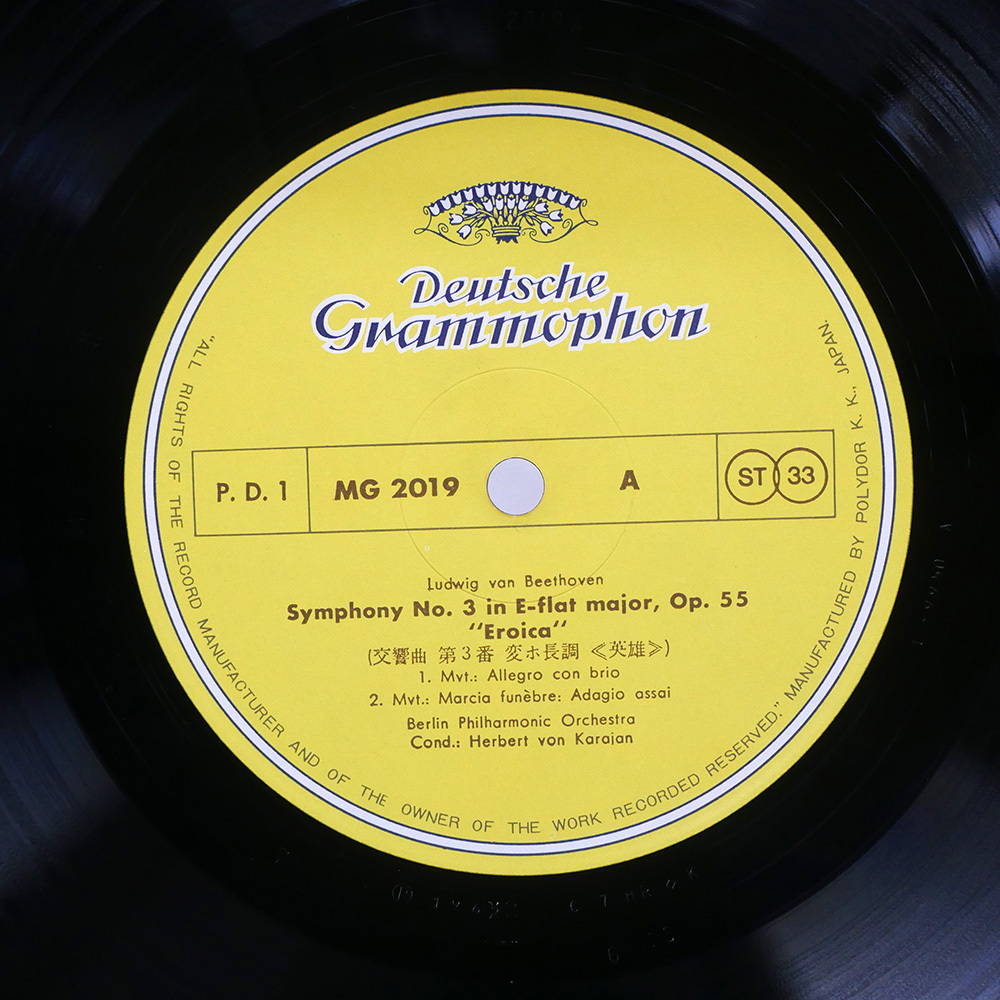 Deutsche
Grammophon
P. D. 1 MG 2019 A ST 33
Ludwig van Beethoven
Symphony No. 3 in E-flat major, Op. 55
“Eroica“
(交響曲 第3番 変ホ長調 ≪英雄≫)
1. Mvt.: Allegro con brio
2. Mvt.: Marcia funèbre: Adagio assai
Berlin Philharmonic Orchestra
Cond.: Herbert von Karajan
“ALL RIGHTS OF THE RECORD MANUFACTURER AND OF THE OWNER OF THE WORK RECORDED RESERVED.” MANUFACTURED BY POLYDOR K. K., JAPAN.